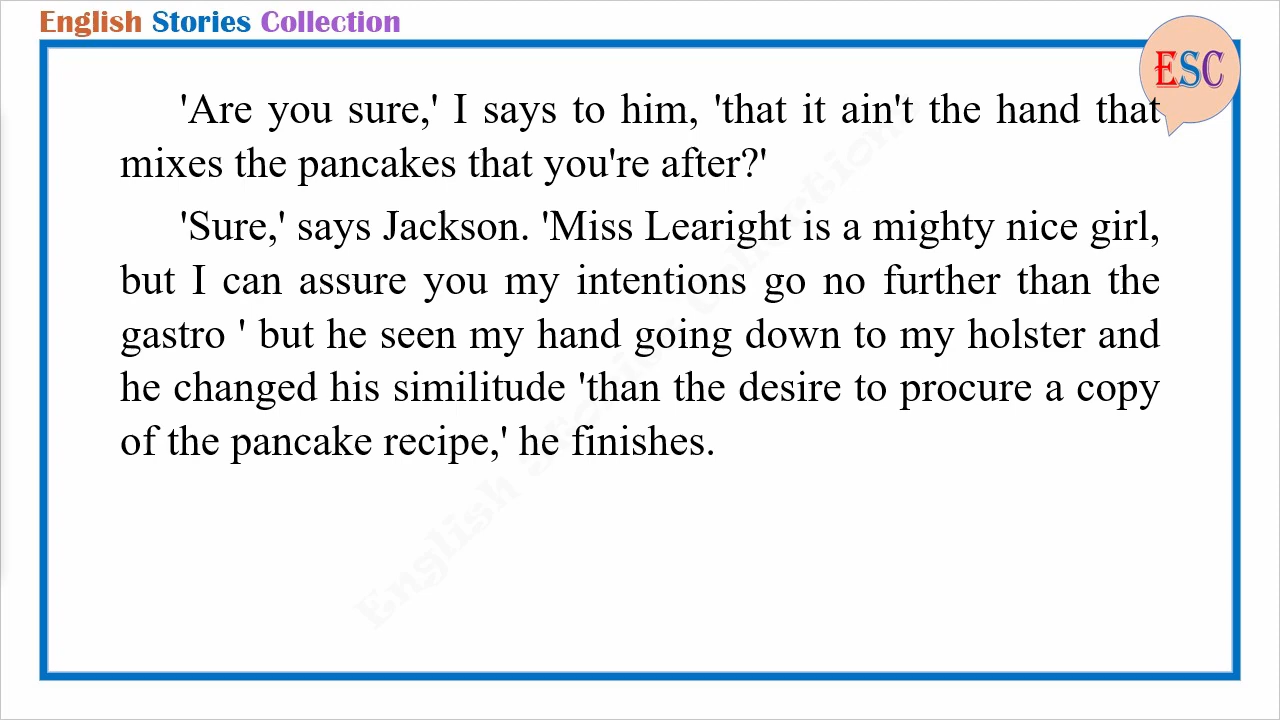 English Stories Collection
ESC
'Are you sure,' I says to him, 'that it ain't the hand that
mixes the pancakes that you're after?'
'Sure,' says Jackson. 'Miss Learight is a mighty nice girl,
but I can assure you my intentions go no further than the
gastro ' but he seen my hand going down to my holster and
he changed his similitude 'than the desire to procure a copy
of the pancake recipe,' he finishes.
English Stories Collection